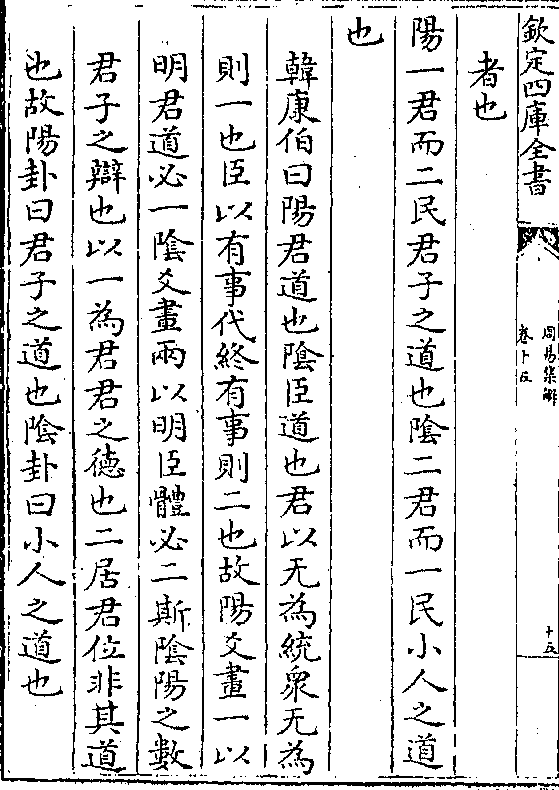 欽定四庫全書
周易集解
卷十五
十五
者也
陽一君而二民君子之道也陰二君而一民小人之道
也
韓康伯曰陽君道也陰臣道也君以无為統衆无為
則一也臣以有事代終有事則二也故陽爻畫一以
明君道必一陰爻畫兩以明臣體必二斯陰陽之數
君子之辯也以一為君君之德也二居君位非其道
也故陽卦曰君子之道也陰卦曰小人之道也